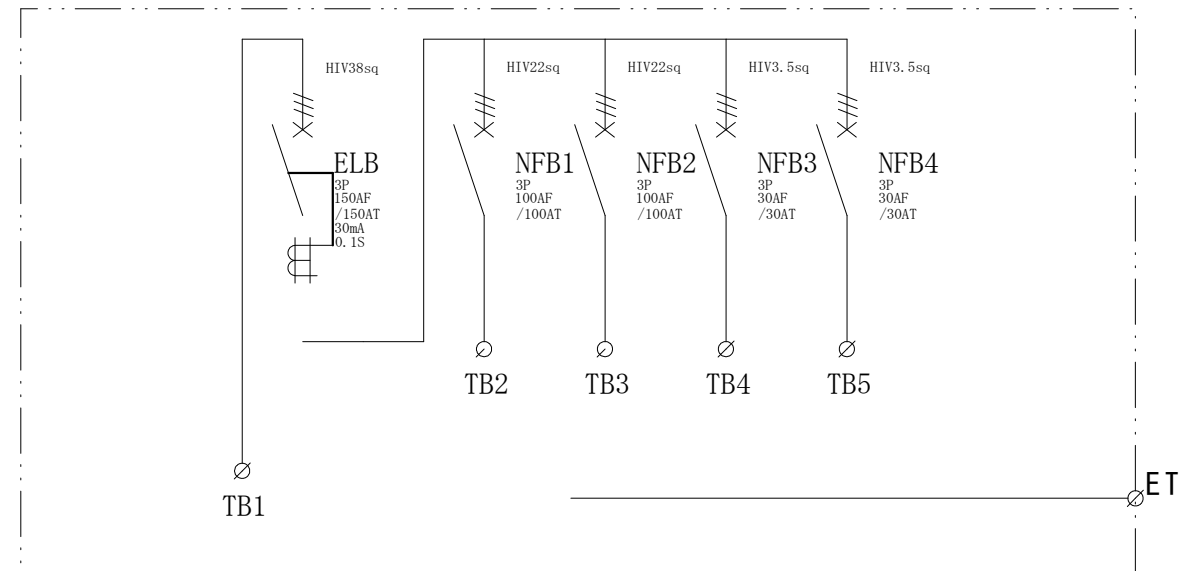 HIV38sq
HIV22sq
HIV22sq
HIV3.5sq
HIV3.5sq
ELB
3P
150AF
/150AT
30mA
0.1S
NFB1
3P
100AF
/100AT
NFB2
3P
100AF
/100AT
NFB3
3P
30AF
/30AT
NFB4
3P
30AF
/30AT
TB2
TB3
TB4
TB5
TB1
ET